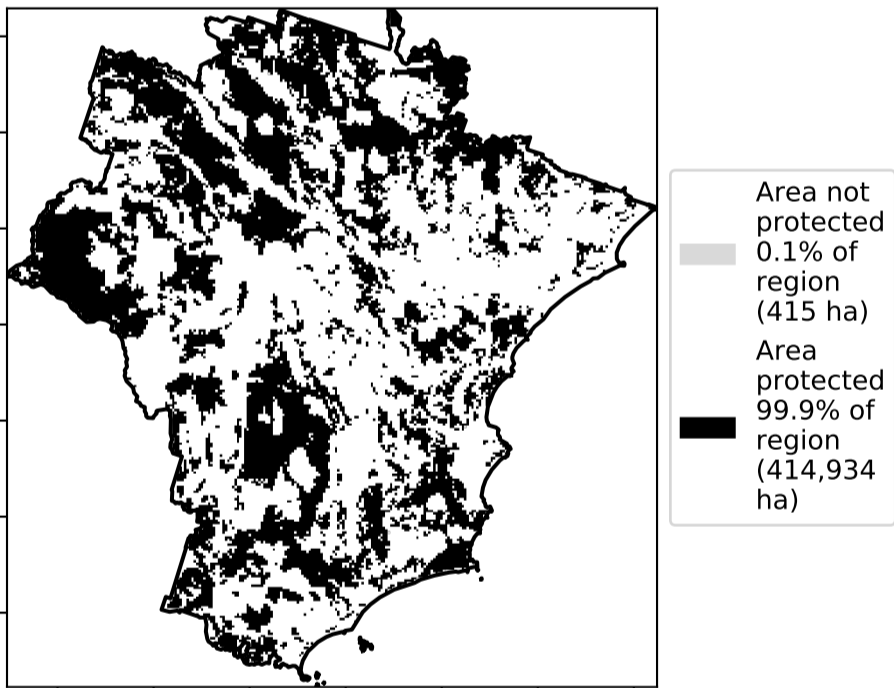 Area not
protected
0.1% of
region
(415 ha)
Area
protected
99.9% of
region
(414,934
ha)